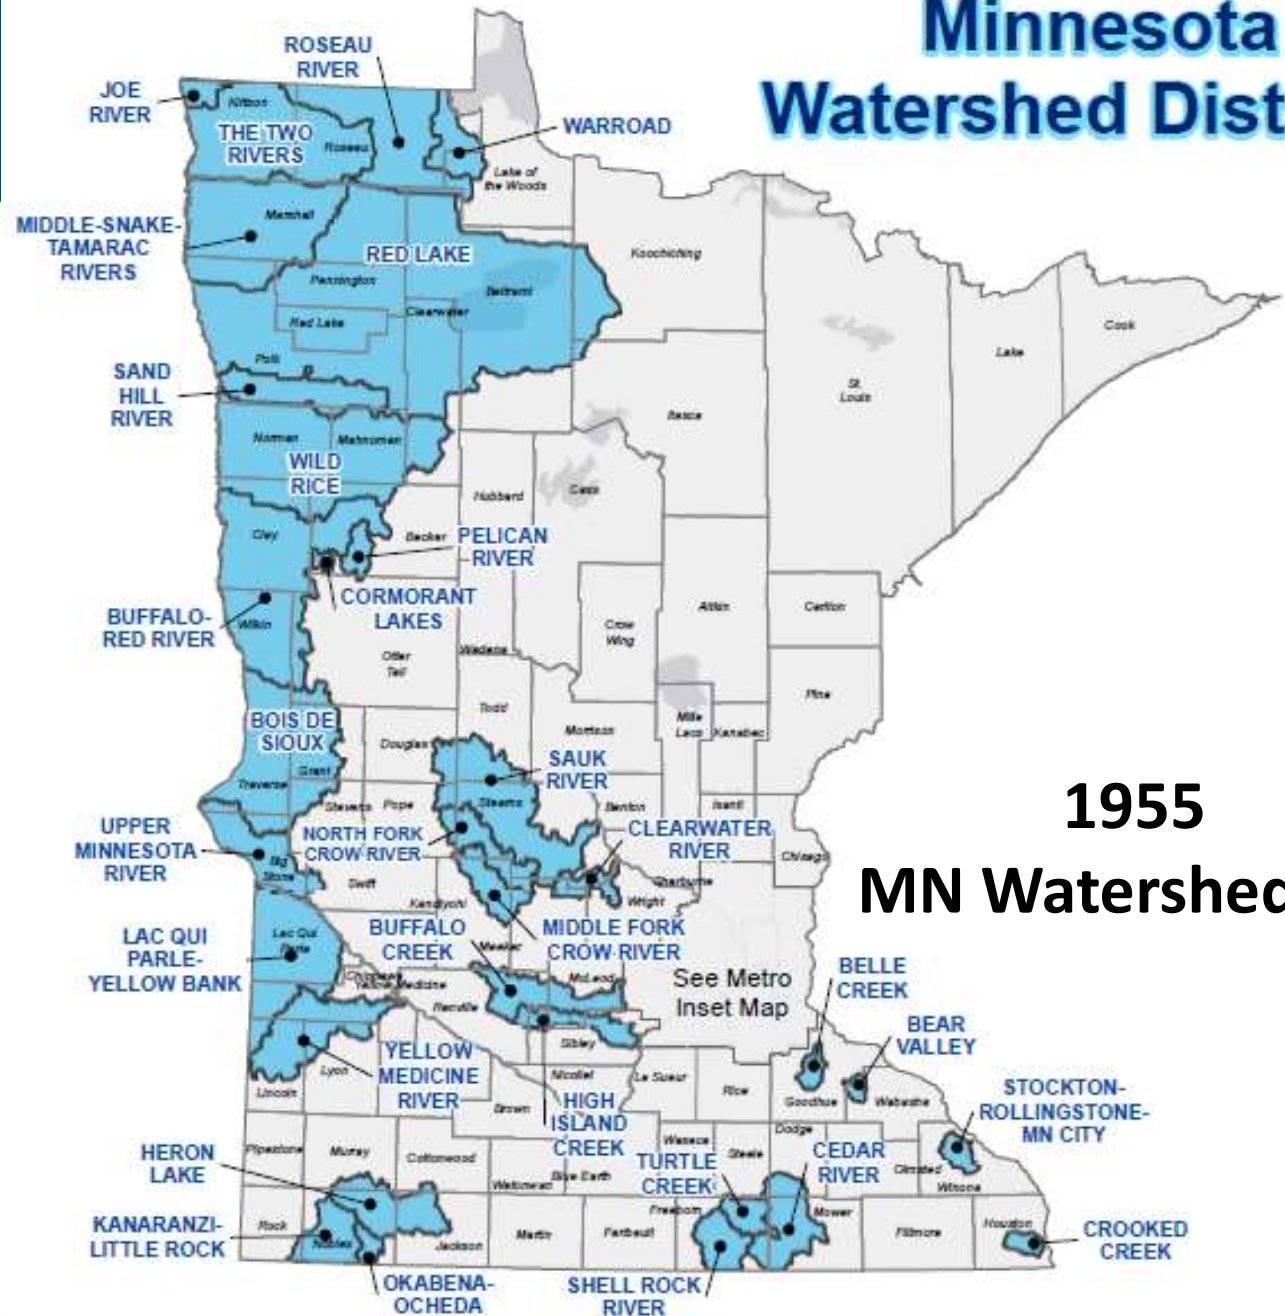 Minnesota
Watershed Dist
ROSEAU
RIVER
JOE
RIVER
Kittson
THE TWO
RIVERS
Roseau
WARROAD
Lake of
the Woods
MIDDLE-SNAKE-
TAMARAC
RIVERS
Marshall
RED LAKE
Koochiching
Pennington
Beltrami
Clearwater
Red Lake
Cook
Lake
Polk
SAND
HILL
RIVER
St.
Louis
Itasca
Norman
Mahnomen
WILD
RICE
Hubbard
Cass
Clay
Becker
PELICAN
RIVER
CORMORANT
LAKES
BUFFALO-
RED RIVER
Wilkin
Aitkin
Carlton
Crow
Wing
Otter
Tail
Wadena
Pine
Todd
BOIS DE
SIOUX
Morrison
Mille
Lacs
Kanabec
Douglas
Grant
Traverse
SAUK
RIVER
Stevens
Pope
Stearns
Benton
Isanti
1955
MN Watershed
UPPER
MINNESOTA
RIVER
Big
Stone
NORTH FORK
CROW RIVER
CLEARWATER
RIVER
Chisago
Swift
Sherburne
Kandiyohi
Wright
LAC QUI
PARLE-
YELLOW BANK
Lac Qui
Parle
BUFFALO
CREEK
Meeker
MIDDLE FORK
CROW RIVER
Chippewa
Yellow Medicine
McLeod
See Metro
Inset Map
BELLE
CREEK
Renville
BEAR
VALLEY
YELLOW
MEDICINE
RIVER
Sibley
Lyon
Lincoln
Nicollet
Le Sueur
Rice
Goodhue
Wabasha
STOCKTON-
ROLLINGSTONE-
MN CITY
Brown
HIGH
ISLAND
CREEK
Pipestone
Murray
Cottonwood
Watonwan
Blue Earth
Waseca
Steele
Dodge
Olmsted
Winona
HERON
LAKE
TURTLE
CREEK
CEDAR
RIVER
KANARANZI-
LITTLE ROCK
Rock
Nobles
Jackson
Martin
Faribault
Freeborn
Mower
Fillmore
Houston
CROOKED
CREEK
OKABENA-
OCHEDA
SHELL ROCK
RIVER